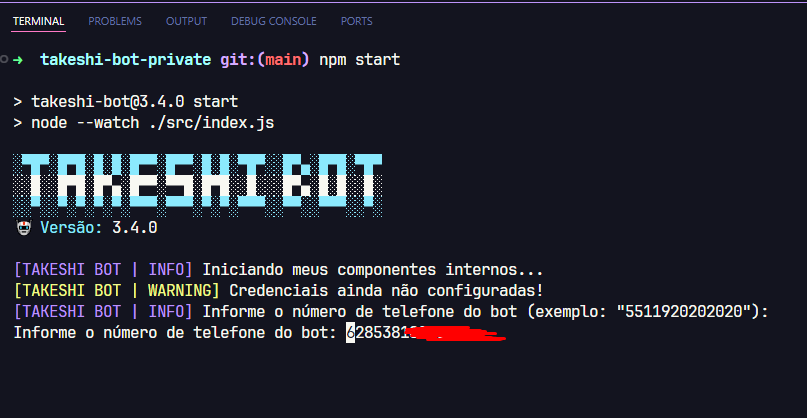 TERMINAL PROBLEMS OUTPUT DEBUG CONSOLE PORTS
➜ takeshi-bot-private git:(main) npm start
> takeshi-bot@3.4.0 start
> node --watch ./src/index.js
TAKESHI BOT
🤖 Versão: 3.4.0
[TAKESHI BOT | INFO] Iniciando meus componentes internos...
[TAKESHI BOT | WARNING] Credenciais ainda não configuradas!
[TAKESHI BOT | INFO] Informe o número de telefone do bot (exemplo: "5511920202020"):
Informe o número de telefone do bot: 6285381